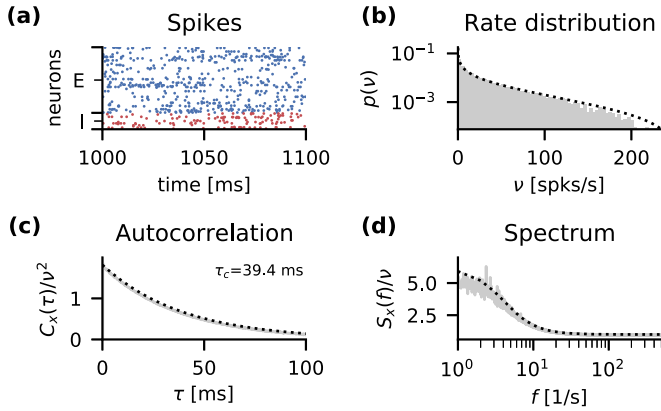 (a) Spikes
neurons
E
I
1000 1050 1100
time [ms]
(b) Rate distribution
p(ν)
10⁻¹
10⁻³
0 100 200
ν [spks/s]
(c) Autocorrelation
Cₓ(τ)/ν²
τ_c=39.4 ms
1
0
0 50 100
τ [ms]
(d) Spectrum
Sₓ(f)/ν
5.0
2.5
10⁰ 10¹ 10²
f [1/s]